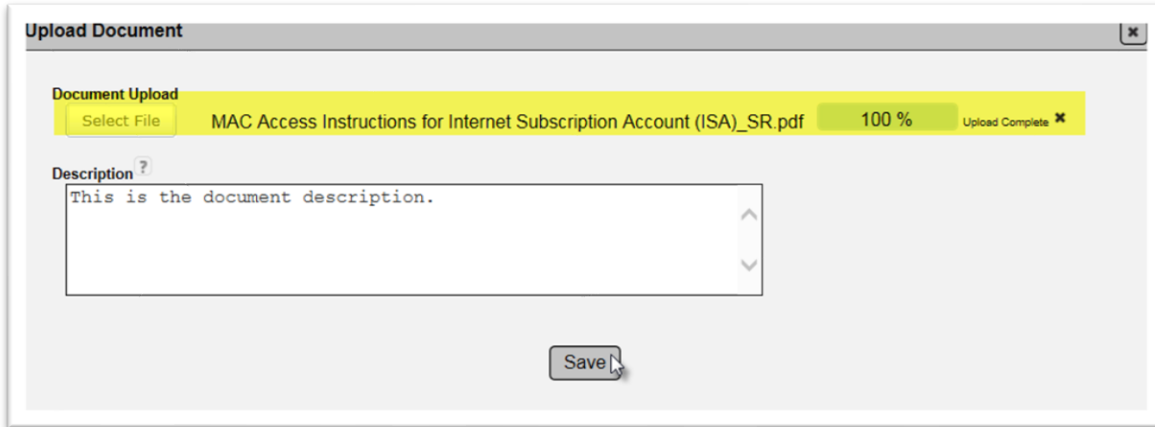 Upload Document
Document Upload
Select File MAC Access Instructions for Internet Subscription Account (ISA)_SR.pdf 100 % Upload Complete ✖
Description ?
This is the document description.
Save